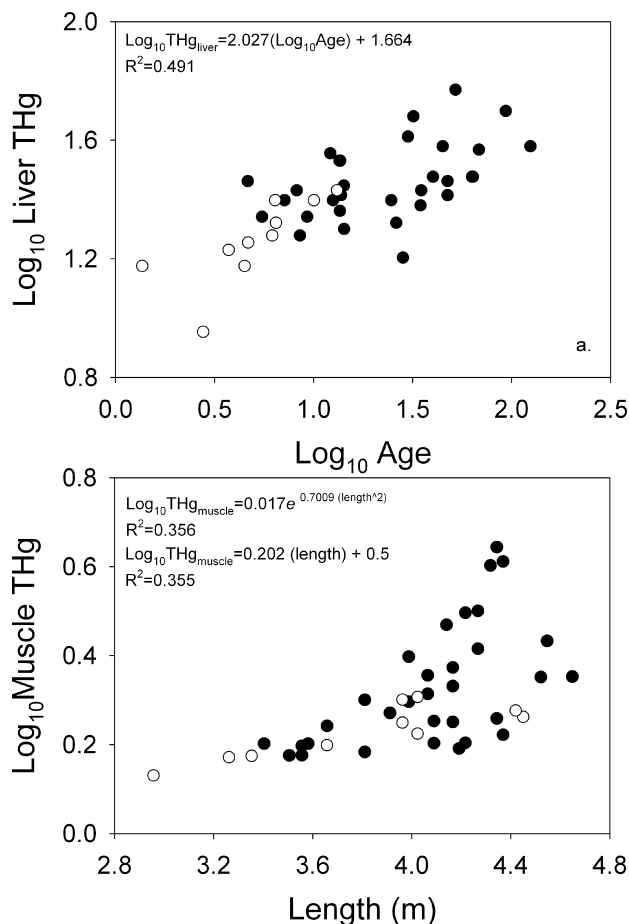 2.0
Log₁₀THg_liver=2.027(Log₁₀Age) + 1.664
R²=0.491
1.6
Log₁₀ Liver THg
1.2
a.
0.8
0.0 0.5 1.0 1.5 2.0 2.5
Log₁₀ Age
0.8
Log₁₀THg_muscle=0.017e^0.7009 (length^2)
R²=0.356
Log₁₀THg_muscle=0.202 (length) + 0.5
R²=0.355
0.6
Log₁₀Muscle THg
0.4
0.2
0.0
2.8 3.2 3.6 4.0 4.4 4.8
Length (m)